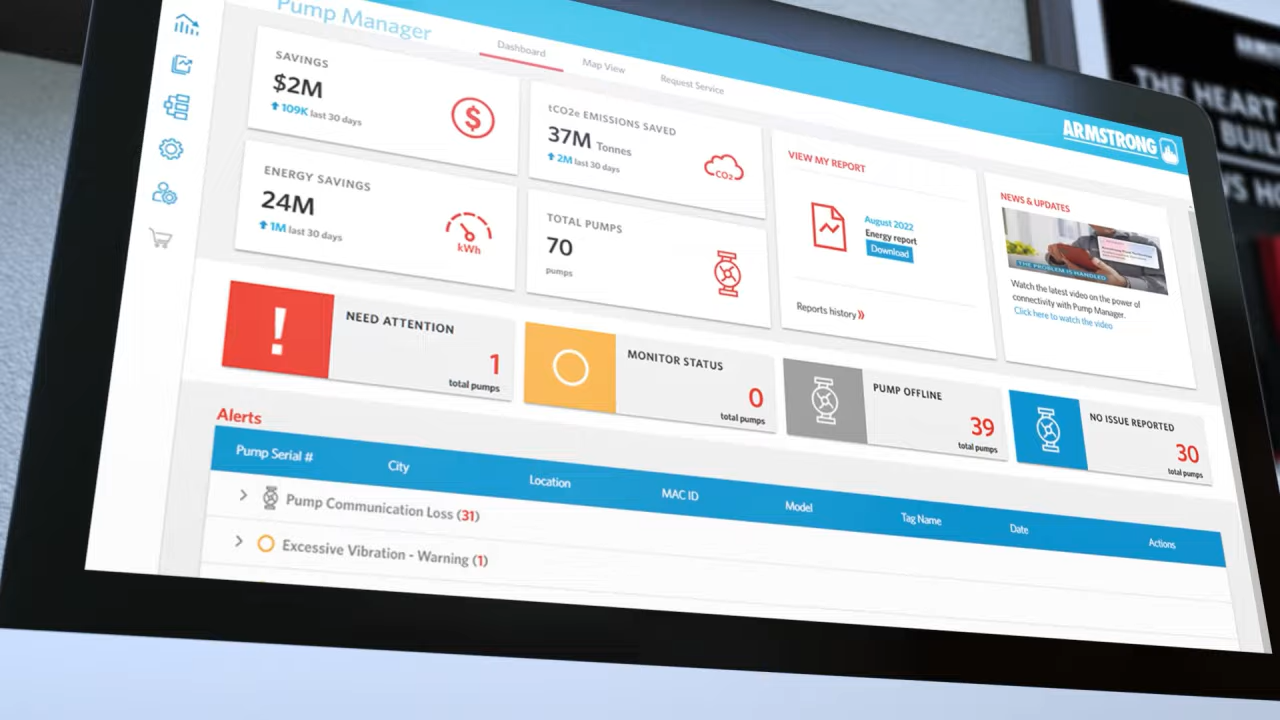 Pump Manager
Dashboard
Map View
Request Service
ARMSTRONG
SAVINGS
$2M
109K last 30 days
tCO2e EMISSIONS SAVED
37M Tonnes
2M last 30 days
CO2
ENERGY SAVINGS
24M
1M last 30 days
kWh
TOTAL PUMPS
70
pumps
VIEW MY REPORT
August 2022
Energy report
Download
Reports history
NEWS & UPDATES
THE PROBLEM IS HANDLED
Watch the latest video on the power of
connectivity with Pump Manager.
Click here to watch the video
NEED ATTENTION
1
total pumps
MONITOR STATUS
0
total pumps
PUMP OFFLINE
39
total pumps
NO ISSUE REPORTED
30
total pumps
Alerts
Pump Serial #
City
Location
MAC ID
Model
Tag Name
Date
Actions
Pump Communication Loss (31)
Excessive Vibration - Warning (1)
THE HEART